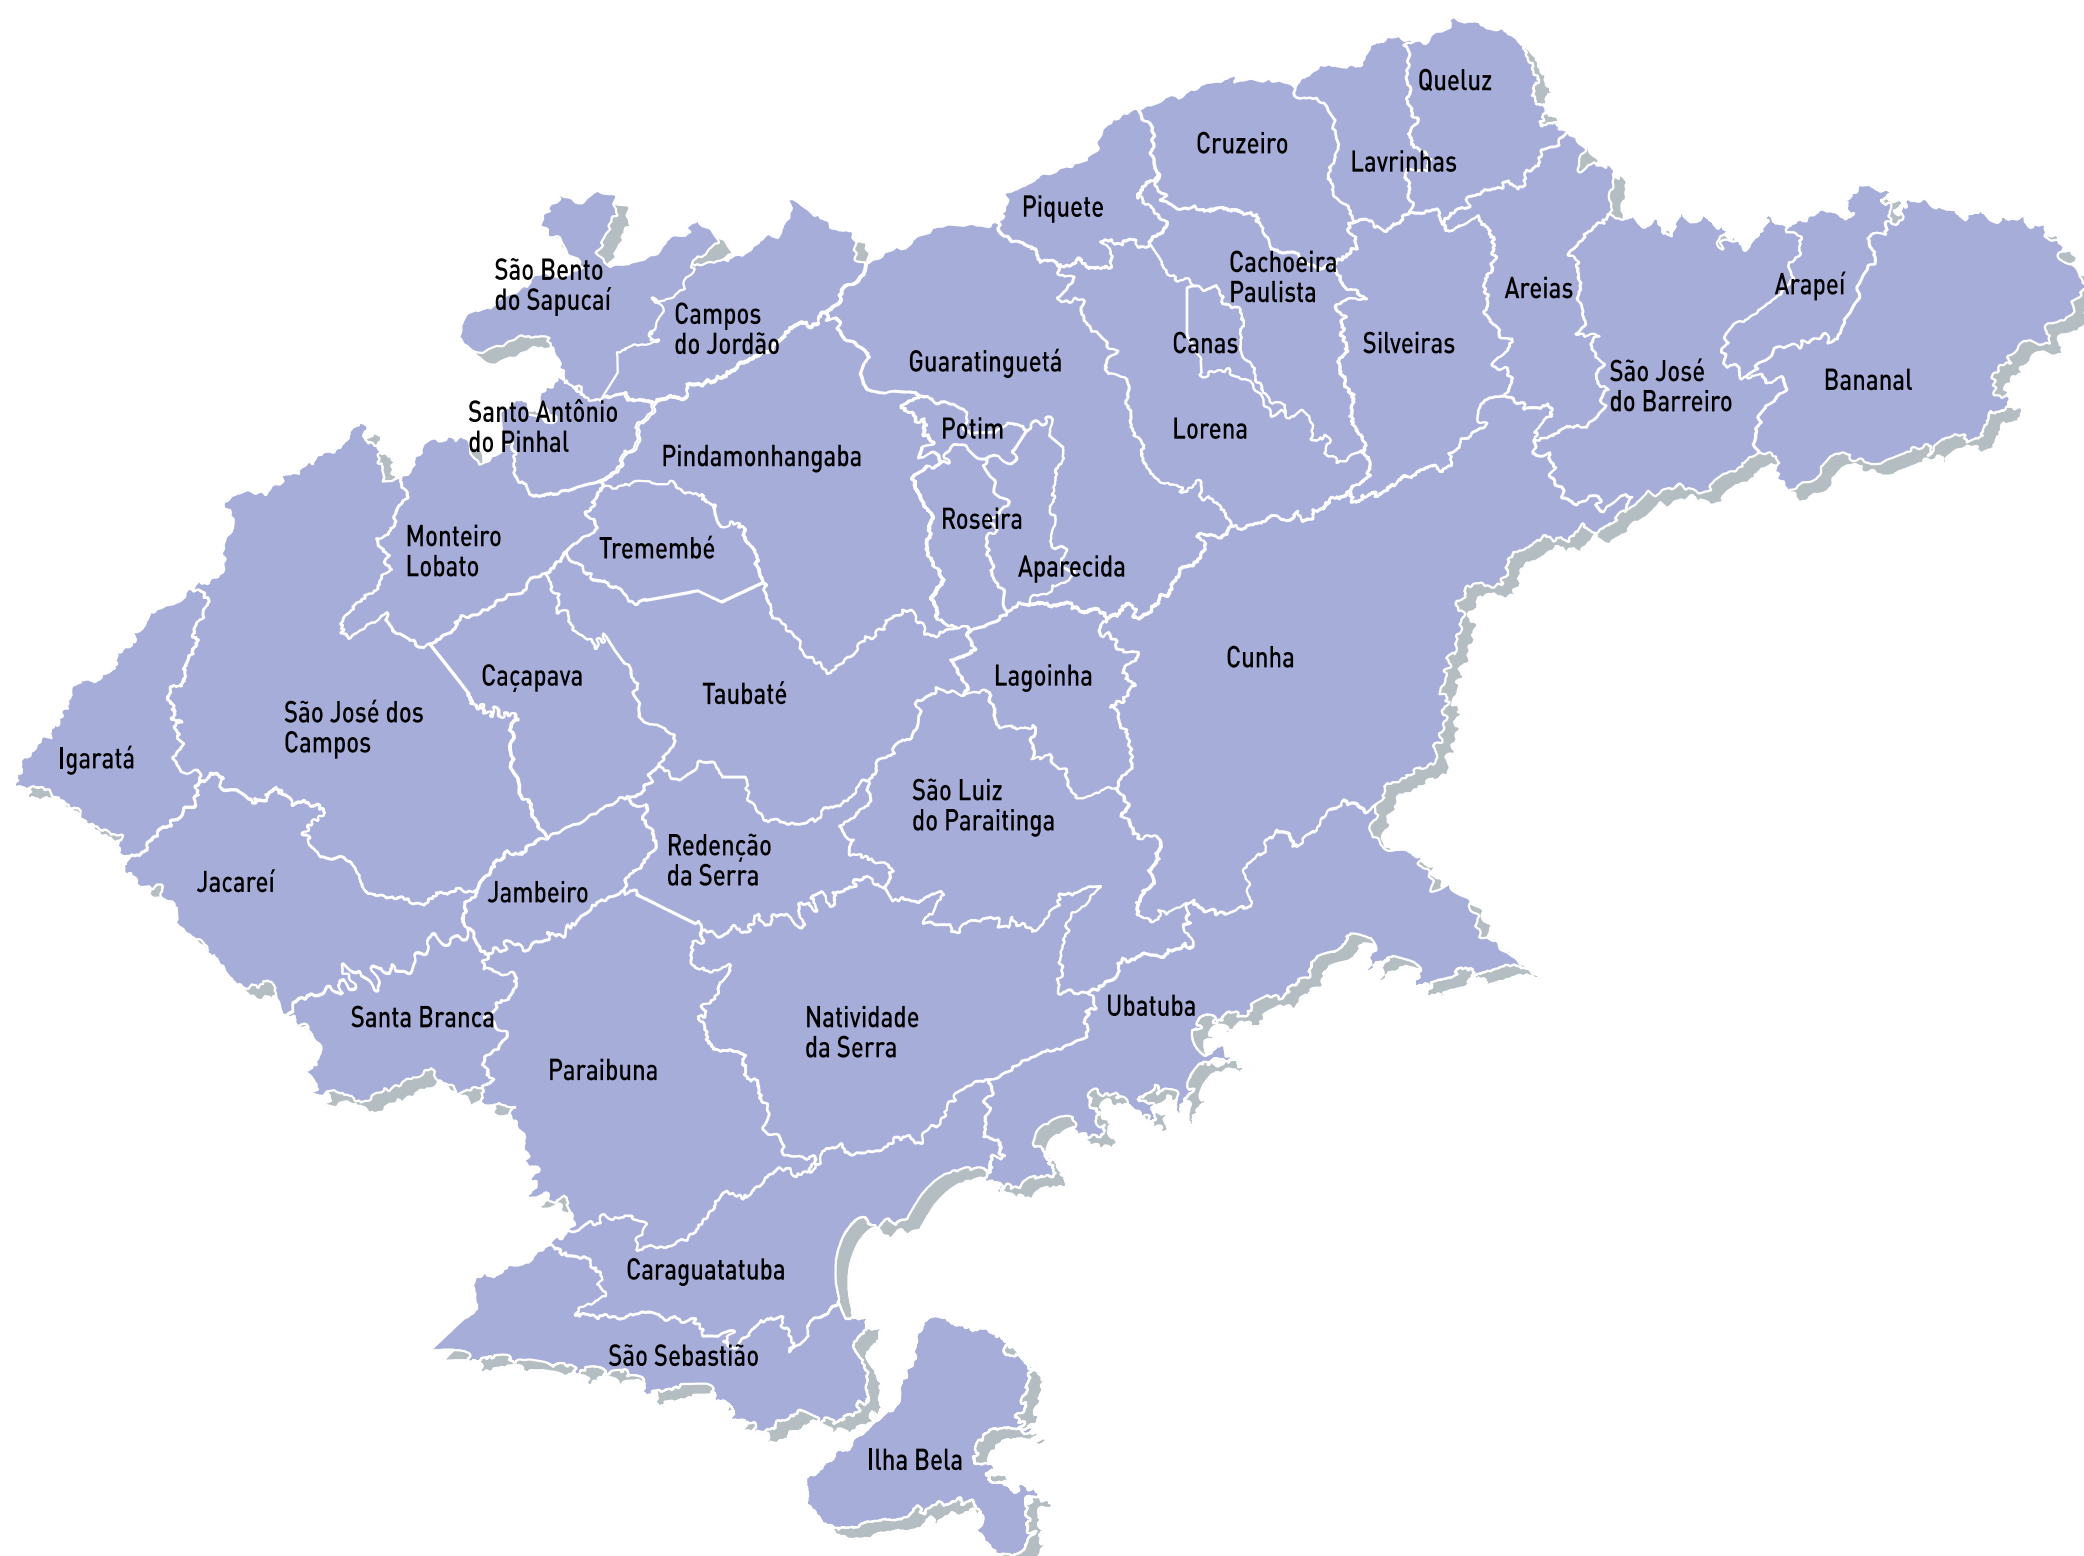 Queluz
Cruzeiro
Lavrinhas
Piquete
São Bento
do Sapucaí
Cachoeira
Paulista
Areias
Arapeí
Campos
do Jordão
Guaratinguetá
Canas
Silveiras
São José
do Barreiro
Bananal
Santo Antônio
do Pinhal
Potim
Lorena
Pindamonhangaba
Roseira
Monteiro
Lobato
Tremembé
Aparecida
Cunha
Caçapava
Taubaté
Lagoinha
São José dos
Campos
Igaratá
São Luiz
do Paraitinga
Redenção
da Serra
Jacareí
Jambeiro
Ubatuba
Santa Branca
Natividade
da Serra
Paraibuna
Caraguatatuba
São Sebastião
Ilha Bela